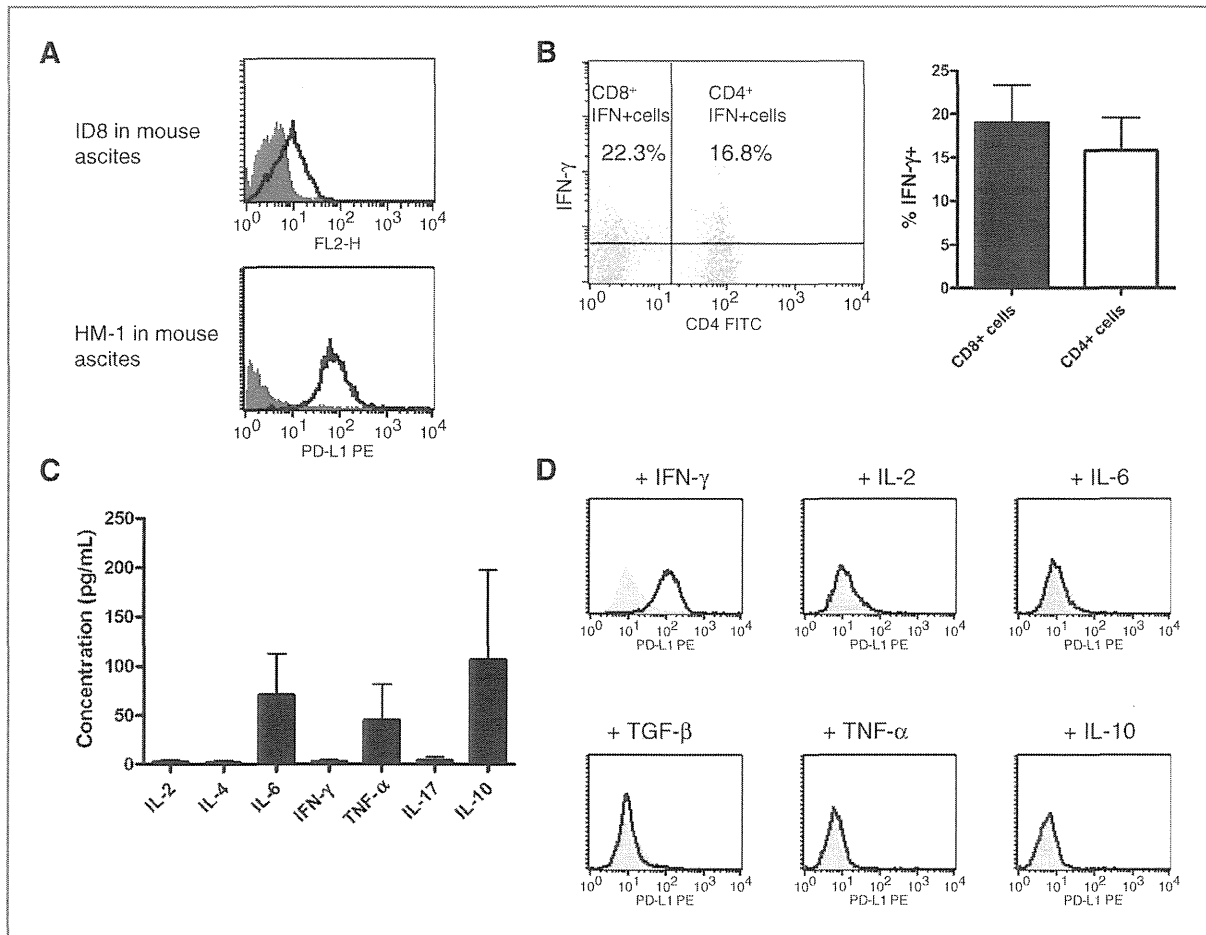 A
ID8 in mouse
ascites
10^0 10^1 10^2 10^3 10^4
FL2-H
HM-1 in mouse
ascites
10^0 10^1 10^2 10^3 10^4
PD-L1 PE
B
CD8+
IFN+cells
22.3%
CD4+
IFN+cells
16.8%
IFN-γ
10^0 10^1 10^2 10^3 10^4
CD4 FITC
% IFN-γ+
25
20
15
10
5
0
CD8+ cells
CD4+ cells
C
Concentration (pg/mL)
250
200
150
100
50
0
IL-2
IL-4
IL-6
IFN-γ
TNF-α
IL-17
IL-10
D
+ IFN-γ
10^0 10^1 10^2 10^3 10^4
PD-L1 PE
+ IL-2
10^0 10^1 10^2 10^3 10^4
PD-L1 PE
+ IL-6
10^0 10^1 10^2 10^3 10^4
PD-L1 PE
+ TGF-β
10^0 10^1 10^2 10^3 10^4
PD-L1 PE
+ TNF-α
10^0 10^1 10^2 10^3 10^4
PD-L1 PE
+ IL-10
10^0 10^1 10^2 10^3 10^4
PD-L1 PE